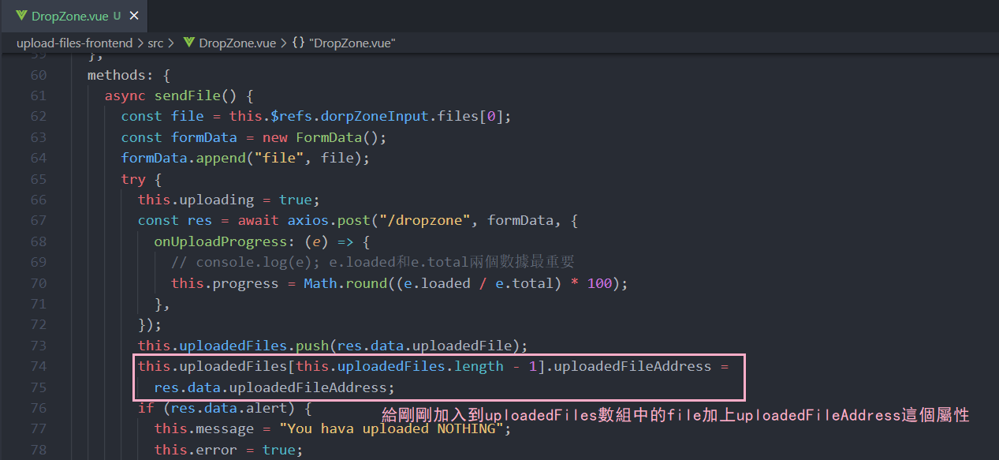 DropZone.vue U ×
upload-files-frontend > src > DropZone.vue > {} "DropZone.vue"
59 },
60 methods: {
61 async sendFile() {
62 const file = this.$refs.dorpZoneInput.files[0];
63 const formData = new FormData();
64 formData.append("file", file);
65 try {
66 this.uploading = true;
67 const res = await axios.post("/dropzone", formData, {
68 onUploadProgress: (e) => {
69 // console.log(e); e.loaded和e.total兩個數據最重要
70 this.progress = Math.round((e.loaded / e.total) * 100);
71 },
72 });
73 this.uploadedFiles.push(res.data.uploadedFile);
74 this.uploadedFiles[this.uploadedFiles.length - 1].uploadedFileAddress =
75 res.data.uploadedFileAddress;
76 if (res.data.alert) {
給剛剛加入到uploadedFiles數組中的file加上uploadedFileAddress這個屬性
77 this.message = "You hava uploaded NOTHING";
78 this.error = true;